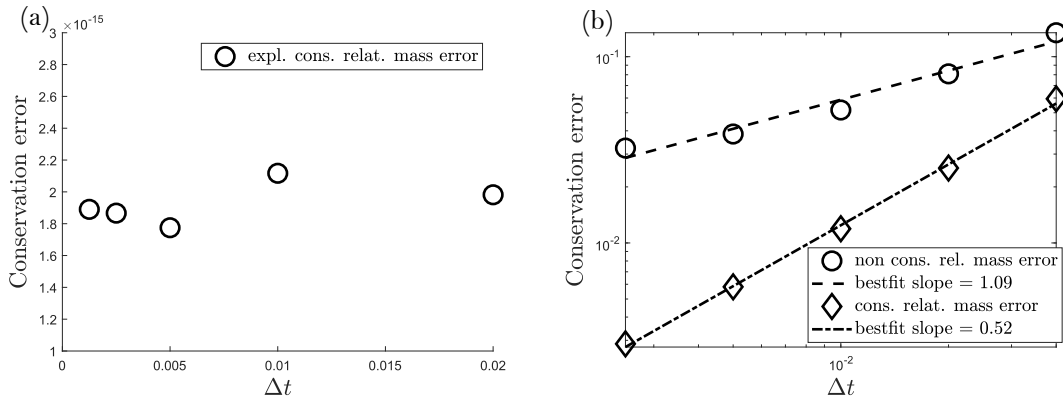 (a)
×10⁻¹⁵
3
2.8
2.6
2.4
2.2
2
1.8
1.6
1.4
1.2
1
Conservation error
expl. cons. relat. mass error
0 0.005 0.01 0.015 0.02
Δt
(b)
10⁻¹
10⁻²
Conservation error
non cons. rel. mass error
bestfit slope = 1.09
cons. relat. mass error
bestfit slope = 0.52
10⁻²
Δt